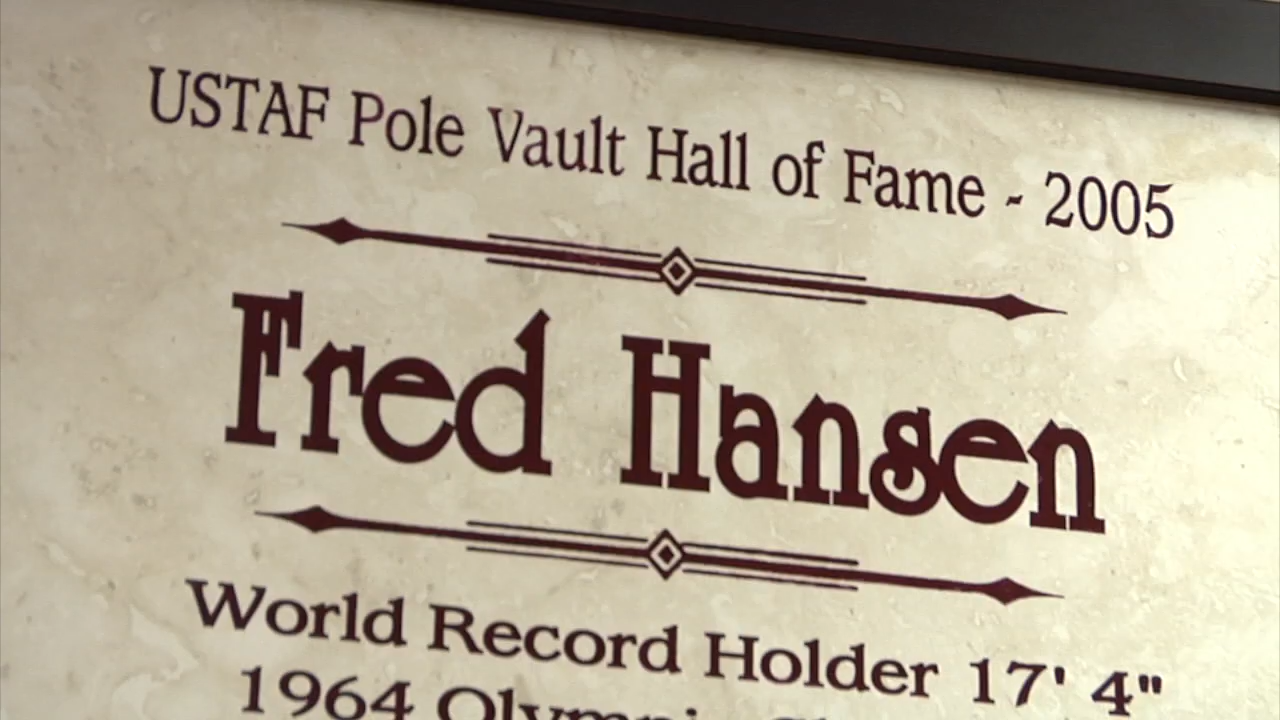 USTAF Pole Vault Hall of Fame - 2005
Fred Hansen
World Record Holder 17' 4"
1964 Olympic